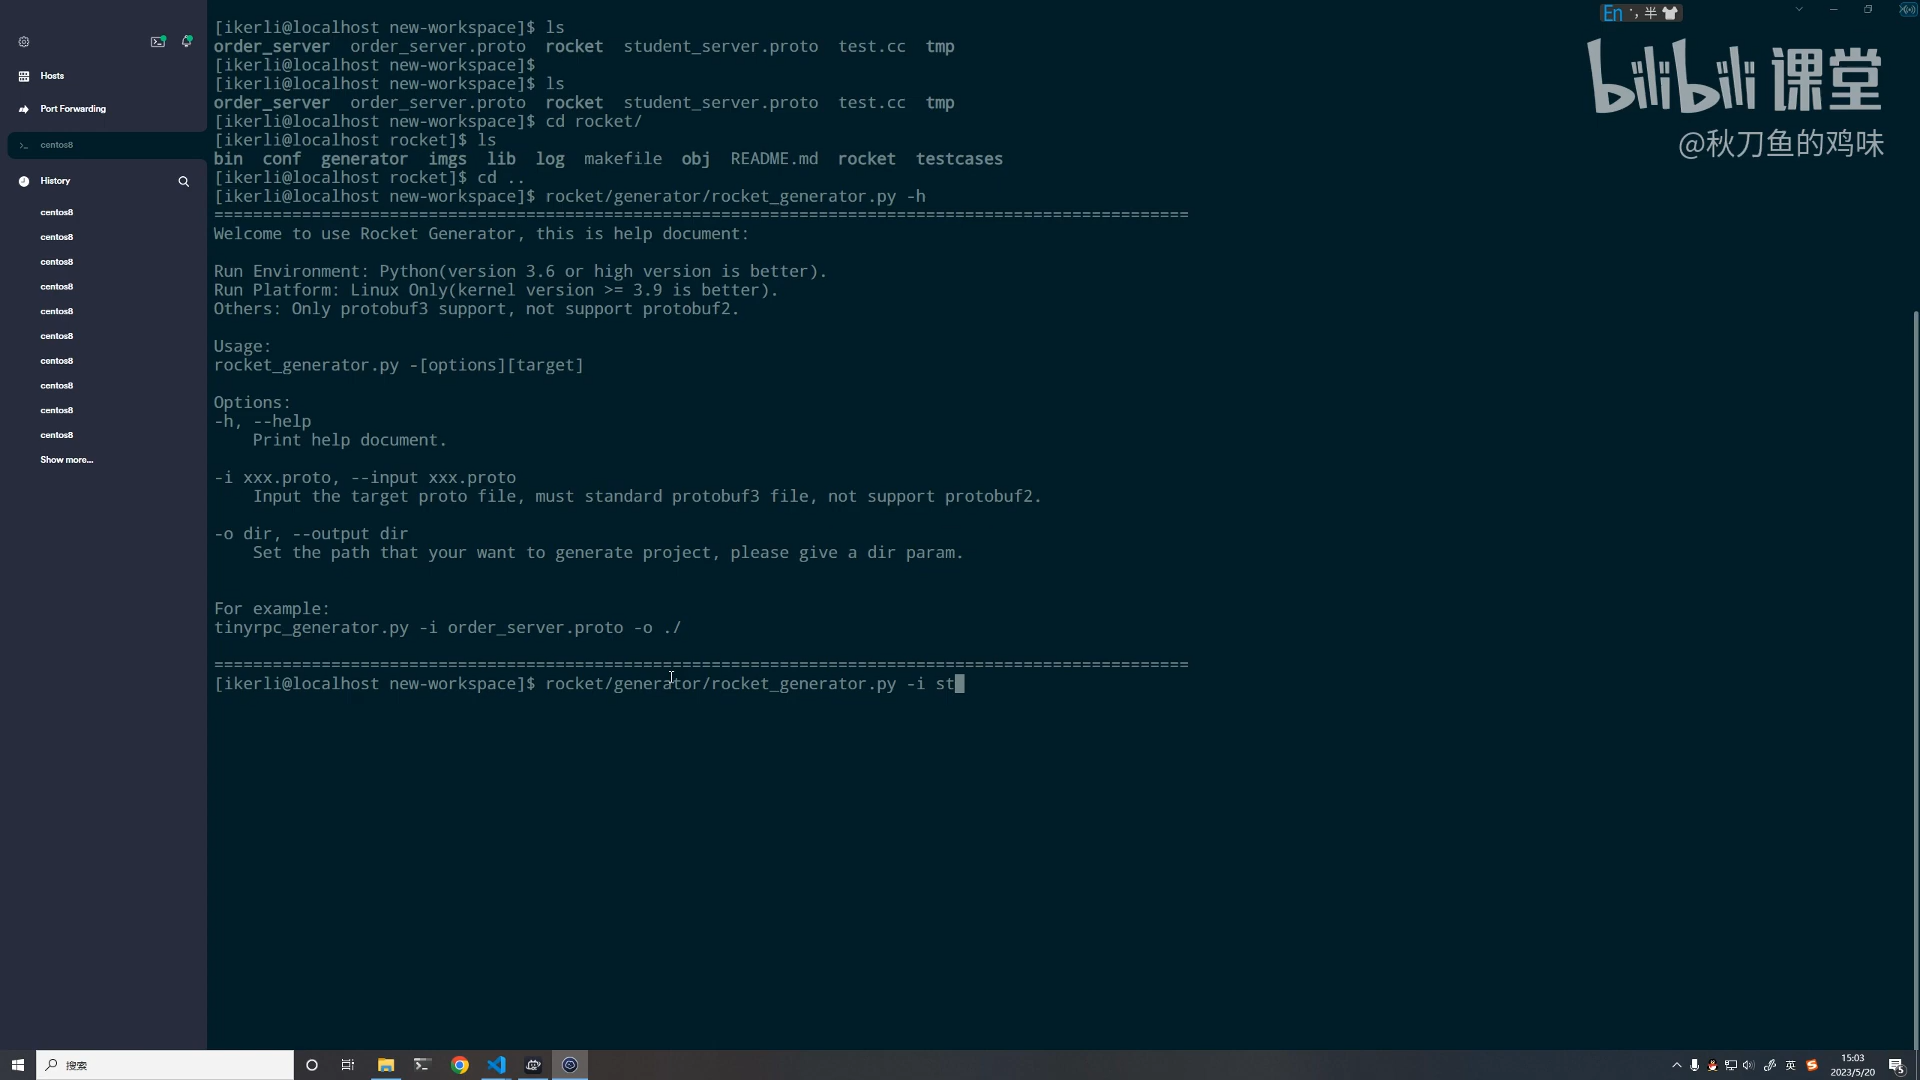 En ·, 半
bilibili 课堂
@秋刀鱼的鸡味
Hosts
Port Forwarding
centos8
History
centos8
centos8
centos8
centos8
centos8
centos8
centos8
centos8
centos8
centos8
Show more...
[ikerli@localhost new-workspace]$ ls
order_server order_server.proto rocket student_server.proto test.cc tmp
[ikerli@localhost new-workspace]$
[ikerli@localhost new-workspace]$ ls
order_server order_server.proto rocket student_server.proto test.cc tmp
[ikerli@localhost new-workspace]$ cd rocket/
[ikerli@localhost rocket]$ ls
bin conf generator imgs lib log makefile obj README.md rocket testcases
[ikerli@localhost rocket]$ cd ..
[ikerli@localhost new-workspace]$ rocket/generator/rocket_generator.py -h
====================================================================================================
Welcome to use Rocket Generator, this is help document:
Run Environment: Python(version 3.6 or high version is better).
Run Platform: Linux Only(kernel version >= 3.9 is better).
Others: Only protobuf3 support, not support protobuf2.
Usage:
rocket_generator.py -[options][target]
Options:
-h, --help
Print help document.
-i xxx.proto, --input xxx.proto
Input the target proto file, must standard protobuf3 file, not support protobuf2.
-o dir, --output dir
Set the path that your want to generate project, please give a dir param.
For example:
tinyrpc_generator.py -i order_server.proto -o ./
====================================================================================================
[ikerli@localhost new-workspace]$ rocket/generator/rocket_generator.py -i st
搜索
英
15:03
2023/5/20
5